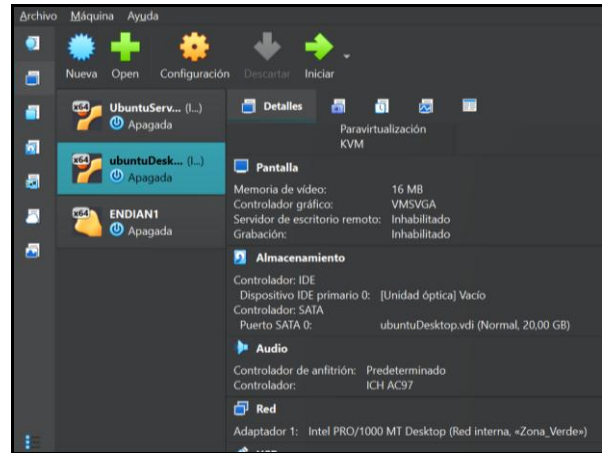 Archivo Máquina Ayuda
Nueva Open Configuración Descartar Iniciar
x64 UbuntuServ... (I...)
Apagada
x64 ubuntuDesk... (I...)
Apagada
x64 ENDIAN1
Apagada
Detalles
Paravirtualización
KVM
Pantalla
Memoria de vídeo: 16 MB
Controlador gráfico: VMSVGA
Servidor de escritorio remoto: Inhabilitado
Grabación: Inhabilitado
Almacenamiento
Controlador: IDE
Dispositivo IDE primario 0: [Unidad óptica] Vacío
Controlador: SATA
Puerto SATA 0: ubuntuDesktop.vdi (Normal, 20,00 GB)
Audio
Controlador de anfitrión: Predeterminado
Controlador: ICH AC97
Red
Adaptador 1: Intel PRO/1000 MT Desktop (Red interna, «Zona_Verde»)